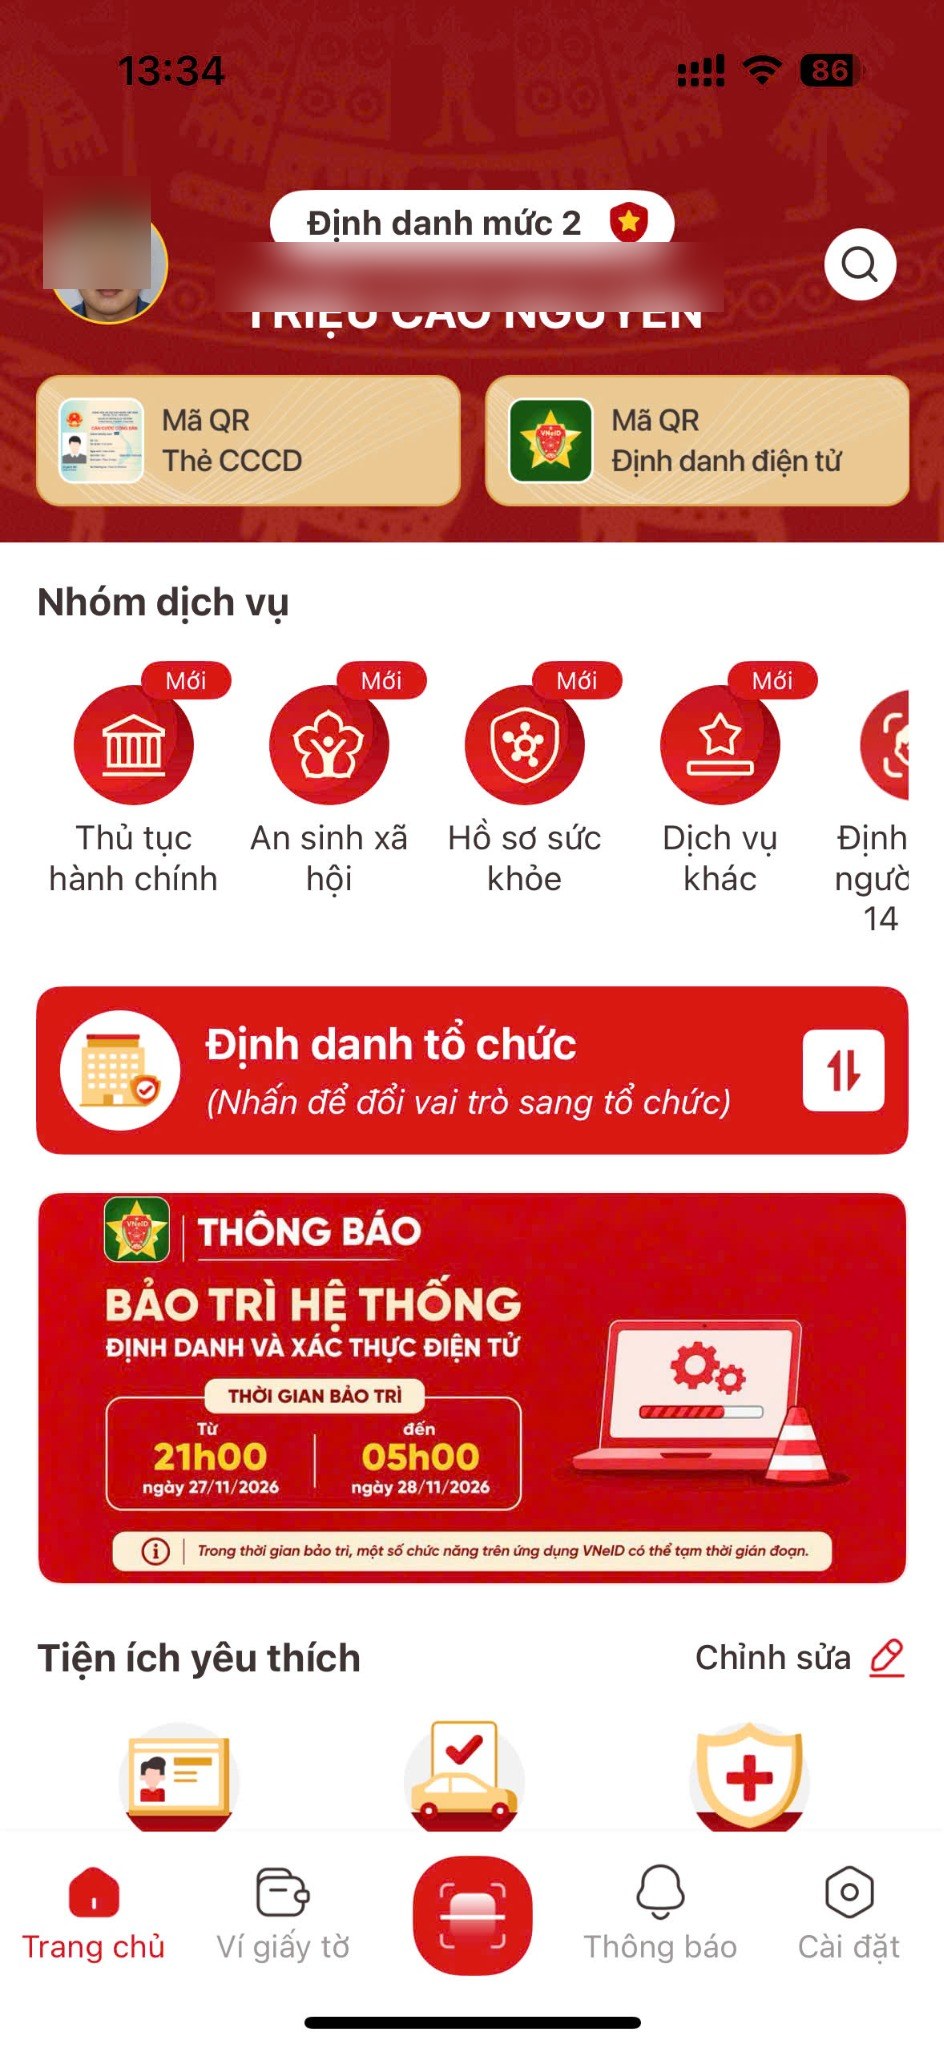 13:34
86
Định danh mức 2
TRIỆU CAO NGUYÊN
Mã QR
Thẻ CCCD
Mã QR
Định danh điện tử
Nhóm dịch vụ
Mới
Mới
Mới
Mới
Thủ tục
hành chính
An sinh xã
hội
Hồ sơ sức
khỏe
Dịch vụ
khác
Định
người
14
Định danh tổ chức
(Nhấn để đổi vai trò sang tổ chức)
VNeID
THÔNG BÁO
BẢO TRÌ HỆ THỐNG
ĐỊNH DANH VÀ XÁC THỰC ĐIỆN TỬ
THỜI GIAN BẢO TRÌ
Từ
21h00
ngày 27/11/2026
đến
05h00
ngày 28/11/2026
Trong thời gian bảo trì, một số chức năng trên ứng dụng VNeID có thể tạm thời gián đoạn.
Tiện ích yêu thích
Chỉnh sửa
Trang chủ
Ví giấy tờ
Thông báo
Cài đặt